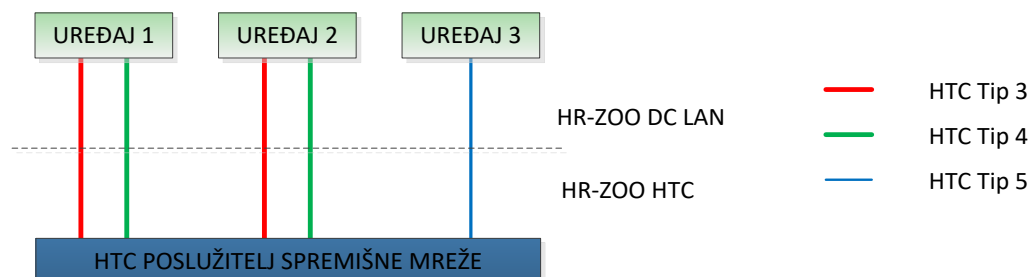 UREĐAJ 1
UREĐAJ 2
UREĐAJ 3
HTC Tip 3
HR-ZOO DC LAN
HTC Tip 4
HTC Tip 5
HR-ZOO HTC
HTC POSLUŽITELJ SPREMIŠNE MREŽE